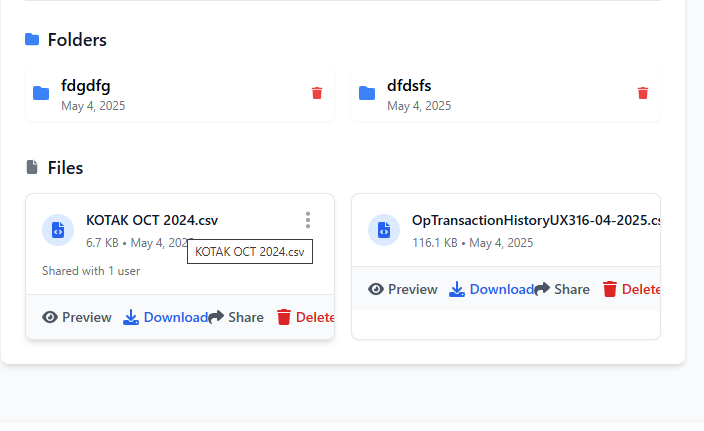 Folders
fdgdfg
May 4, 2025
dfdsfs
May 4, 2025
Files
KOTAK OCT 2024.csv
6.7 KB • May 4, 202
KOTAK OCT 2024.csv
Shared with 1 user
Preview Download Share Delete
OpTransactionHistoryUX316-04-2025.cs
116.1 KB • May 4, 2025
Preview Download Share Delete